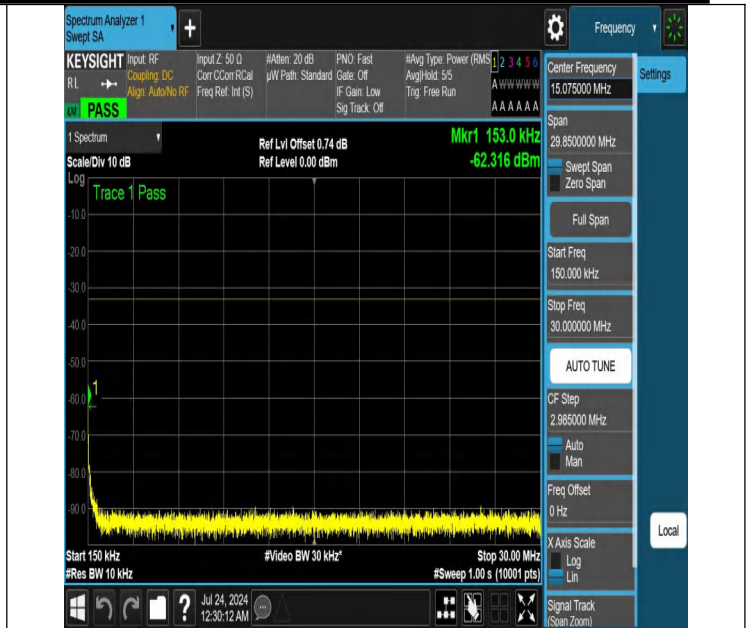 Spectrum Analyzer 1
Swept SA
+
Frequency
KEYSIGHT
RL
PASS
Input: RF
Coupling: DC
Align: Auto/No RF
Input Z: 50 Ω
Corr CCorr RCal
Freq Ref: Int (S)
#Atten: 20 dB
µW Path: Standard
PNO: Fast
Gate: Off
IF Gain: Low
Sig Track: Off
#Avg Type: Power (RMS
Avg|Hold: 5/5
Trig: Free Run
1 2 3 4 5 6
A W W W W W
A A A A A A
Center Frequency
15.075000 MHz
Settings
Span
29.8500000 MHz
Swept Span
Zero Span
Full Span
Start Freq
150.000 kHz
Stop Freq
30.000000 MHz
AUTO TUNE
CF Step
2.985000 MHz
Auto
Man
Freq Offset
0 Hz
X Axis Scale
Log
Lin
Signal Track
(Span Zoom)
Local
1 Spectrum
Scale/Div 10 dB
Ref Lvl Offset 0.74 dB
Ref Level 0.00 dBm
Mkr1 153.0 kHz
-62.316 dBm
Log
Trace 1 Pass
-10.0
-20.0
-30.0
-40.0
-50.0
-60.0
-70.0
-80.0
-90.0
1
Start 150 kHz
#Res BW 10 kHz
#Video BW 30 kHz*
Stop 30.00 MHz
#Sweep 1.00 s (10001 pts)
?
Jul 24, 2024
12:30:12 AM